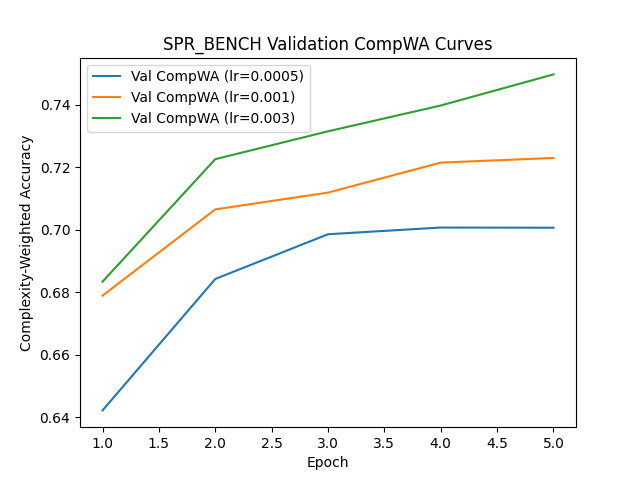 SPR_BENCH Validation CompWA Curves
Val CompWA (lr=0.0005)
Val CompWA (lr=0.001)
Val CompWA (lr=0.003)
Complexity-Weighted Accuracy
0.74
0.72
0.70
0.68
0.66
0.64
1.0 1.5 2.0 2.5 3.0 3.5 4.0 4.5 5.0
Epoch